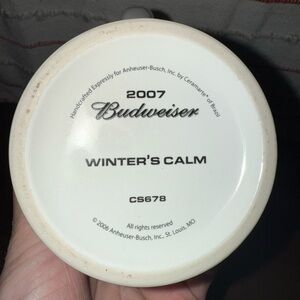 Handcrafted Expressly for Anheuser-Busch, Inc. by Ceramarte® of Brazil
2007
Budweiser
WINTER'S CALM
CS678
All rights reserved
© 2006 Anheuser-Busch, Inc., St. Louis, MO